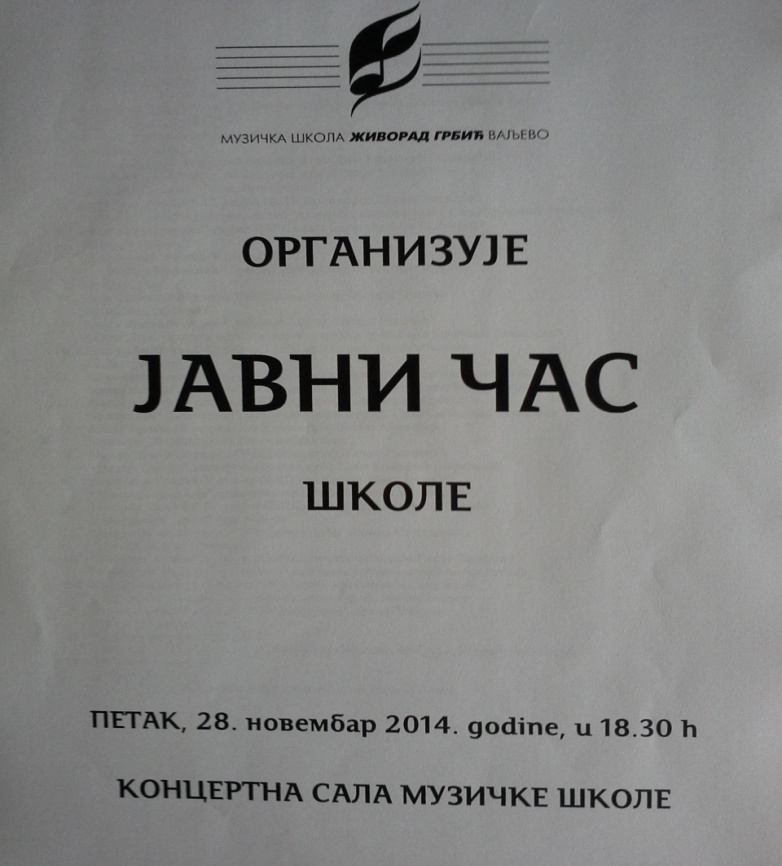 МУЗИЧКА ШКОЛА ЖИВОРАД ГРБИЋ ВАЉЕВО
ОРГАНИЗУЈЕ
ЈАВНИ ЧАС
ШКОЛЕ
ПЕТАК, 28. новембар 2014. godine, u 18.30 h
КОНЦЕРТНА САЛА МУЗИЧКЕ ШКОЛЕ